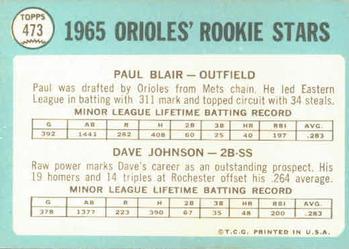 TOPPS
473
1965 ORIOLES' ROOKIE STARS
PAUL BLAIR — OUTFIELD
Paul was drafted by Orioles from Mets chain. He led Eastern
League in batting with 311 mark and topped circuit with 34 steals.
MINOR LEAGUE LIFETIME BATTING RECORD
G AB R H 2B 3B HR RBI AVG.
392 1441 262 408 60 25 40 197 .283
DAVE JOHNSON — 2B-SS
Raw power marks Dave's career as an outstanding prospect. His
19 homers and 14 triples at Rochester offset his .264 average.
MINOR LEAGUE LIFETIME BATTING RECORD
G AB R H 2B 3B HR RBI AVG.
378 1377 223 390 67 35 48 200 .283
©T.C.G. PRINTED IN U.S.A.